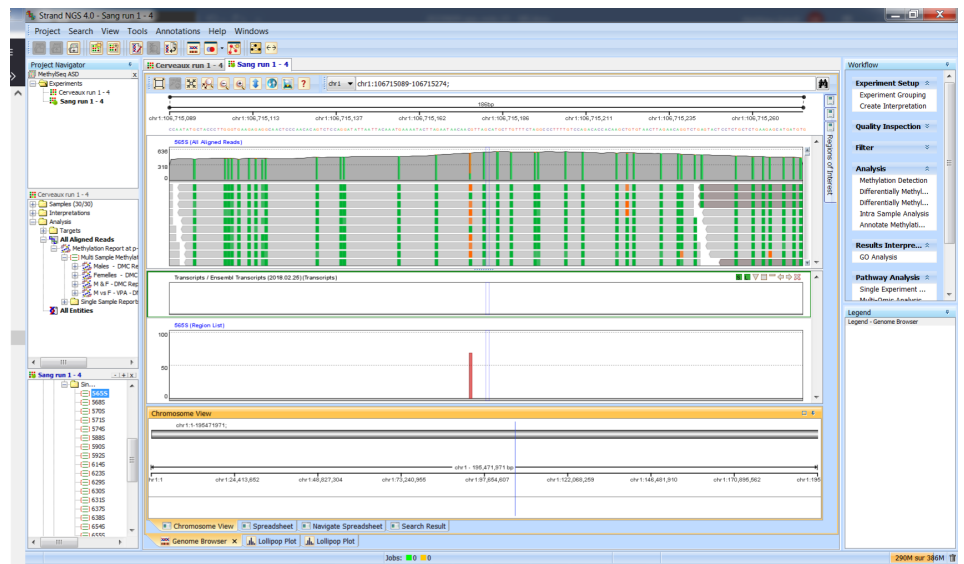 Strand NGS 4.0 - Sang run 1 - 4
Project Search View Tools Annotations Help Windows
Project Navigator
MethylSeq ASD
Experiments
Cerveaux run 1 - 4
Sang run 1 - 4
Cerveaux run 1 - 4
Samples (30/30)
Interpretations
Analysis
Targets
All Aligned Reads
Methylation Report at p-
Multi Sample Methylat
Males - DMC Re
Femelles - DMC
M & F - DMC Rep
M vs F - VPA - DM
Single Sample Reports
All Entities
Sang run 1 - 4
Sin...
565S
568S
570S
571S
574S
588S
590S
592S
614S
623S
629S
630S
631S
637S
638S
654S
655S
Cerveaux run 1 - 4
Sang run 1 - 4
chr1
chr1:106715089-106715274;
186bp
chr1:106,715,089
chr1:106,715,113
chr1:106,715,137
chr1:106,715,162
chr1:106,715,186
chr1:106,715,211
chr1:106,715,235
chr1:106,715,260
565S (All Aligned Reads)
636
318
0
Regions of Interest
Transcripts / Ensembl Transcripts (2018.02.25)(Transcripts)
565S (Region List)
100
50
0
Chromosome View
chr1:1-195471971;
chr1 - 195,471,971 bp
chr1:1
chr1:24,413,652
chr1:48,827,304
chr1:73,240,955
chr1:97,654,607
chr1:122,068,259
chr1:146,481,910
chr1:170,895,562
chr1:195
Chromosome View
Spreadsheet
Navigate Spreadsheet
Search Result
Genome Browser
Lollipop Plot
Lollipop Plot
Workflow
Experiment Setup
Experiment Grouping
Create Interpretation
Quality Inspection
Filter
Analysis
Methylation Detection
Differentially Methyl...
Differentially Methyl...
Intra Sample Analysis
Annotate Methylati...
Results Interpre...
GO Analysis
Pathway Analysis
Single Experiment ...
Multi-Omic Analysis
Legend
Legend - Genome Browser
Jobs: 0 0
290M sur 386M